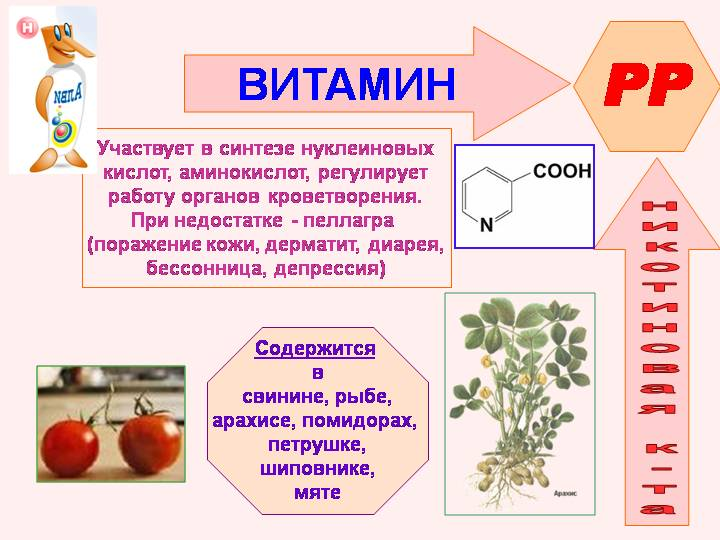 Н
ПАПА
ВИТАМИН
PP
Участвует в синтезе нуклеиновых
кислот, аминокислот, регулирует
работу органов кроветворения.
При недостатке - пеллагра
(поражение кожи, дерматит, диарея,
бессонница, депрессия)
COOH
N
НИКОТИНОВАЯ К-ТА
Содержится
в
свинине, рыбе,
арахисе, помидорах,
петрушке,
шиповнике,
мяте
Арахис